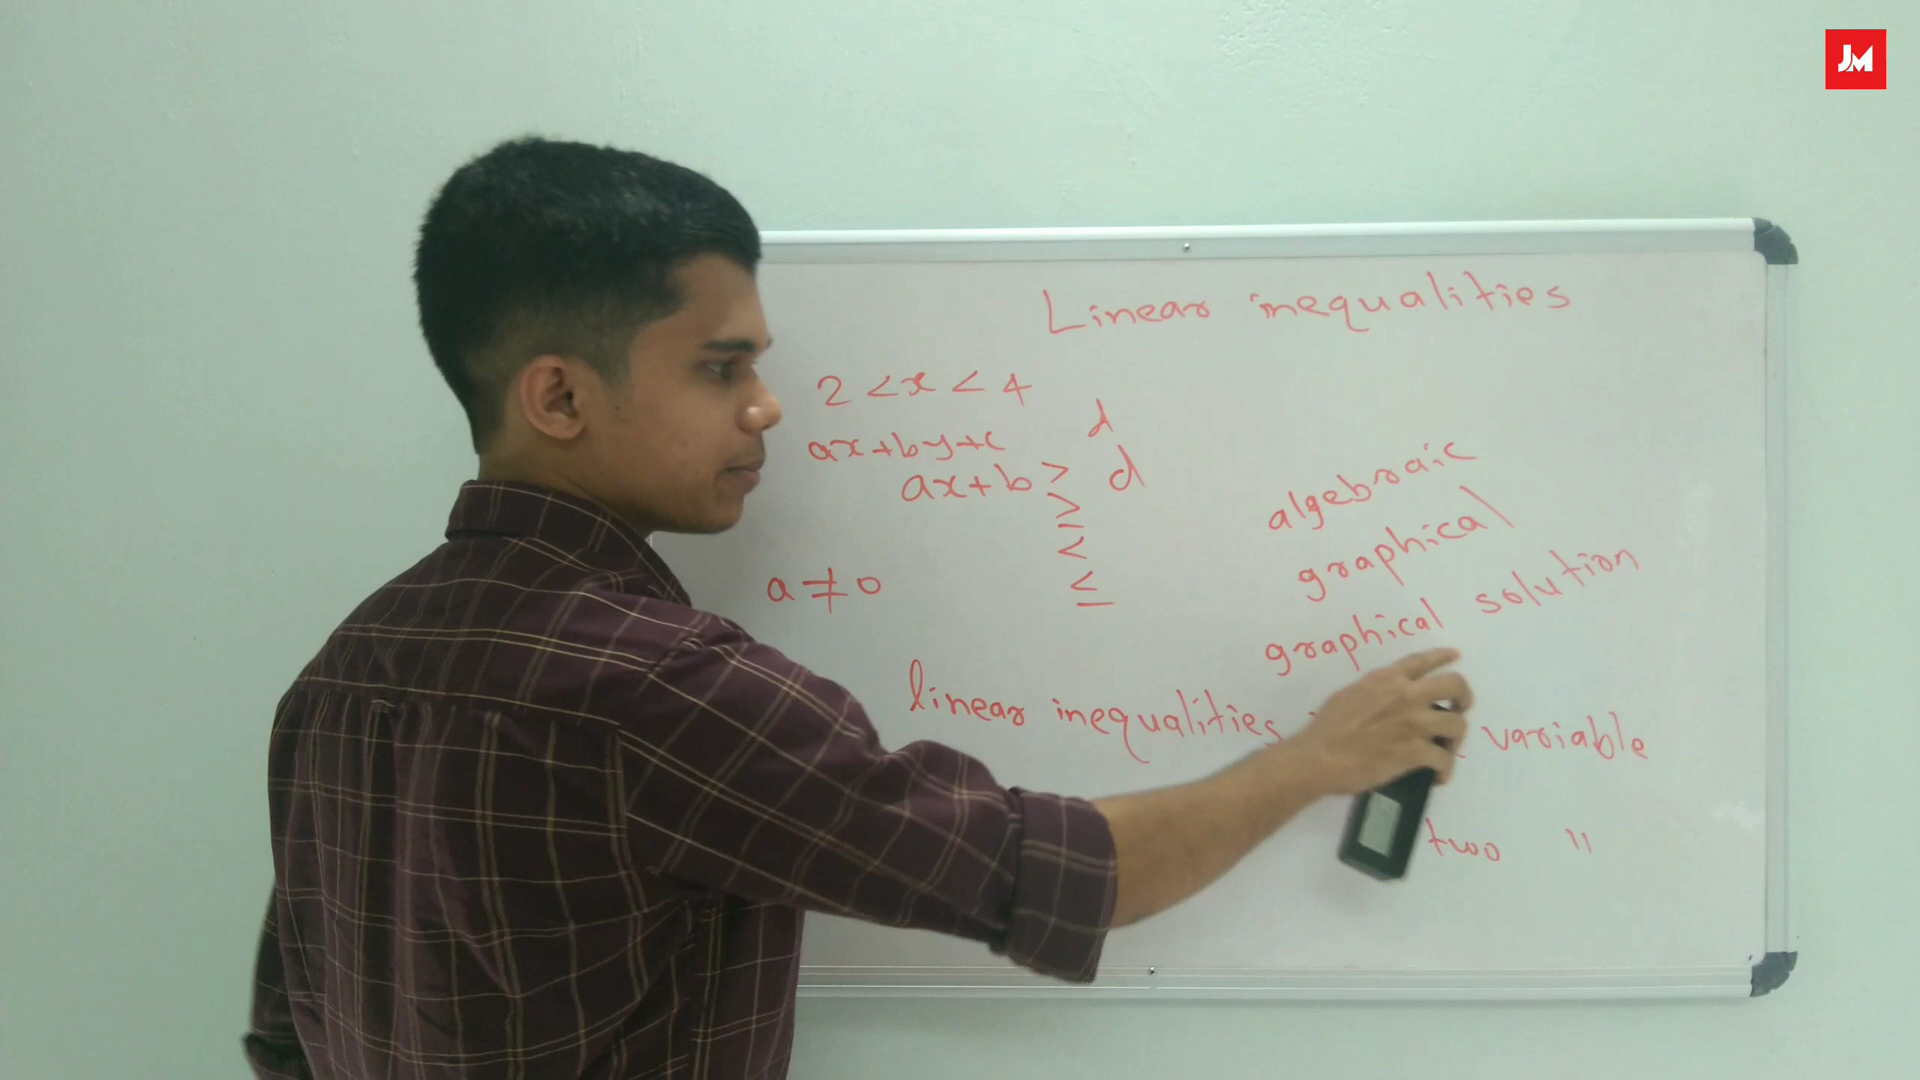 JM
Linear inequalities
2 < x < 4
d
ax+by+c
ax+b > d
≥
<
≤
a ≠ 0
algebraic
graphical
graphical solution
linear inequalities variable
two "